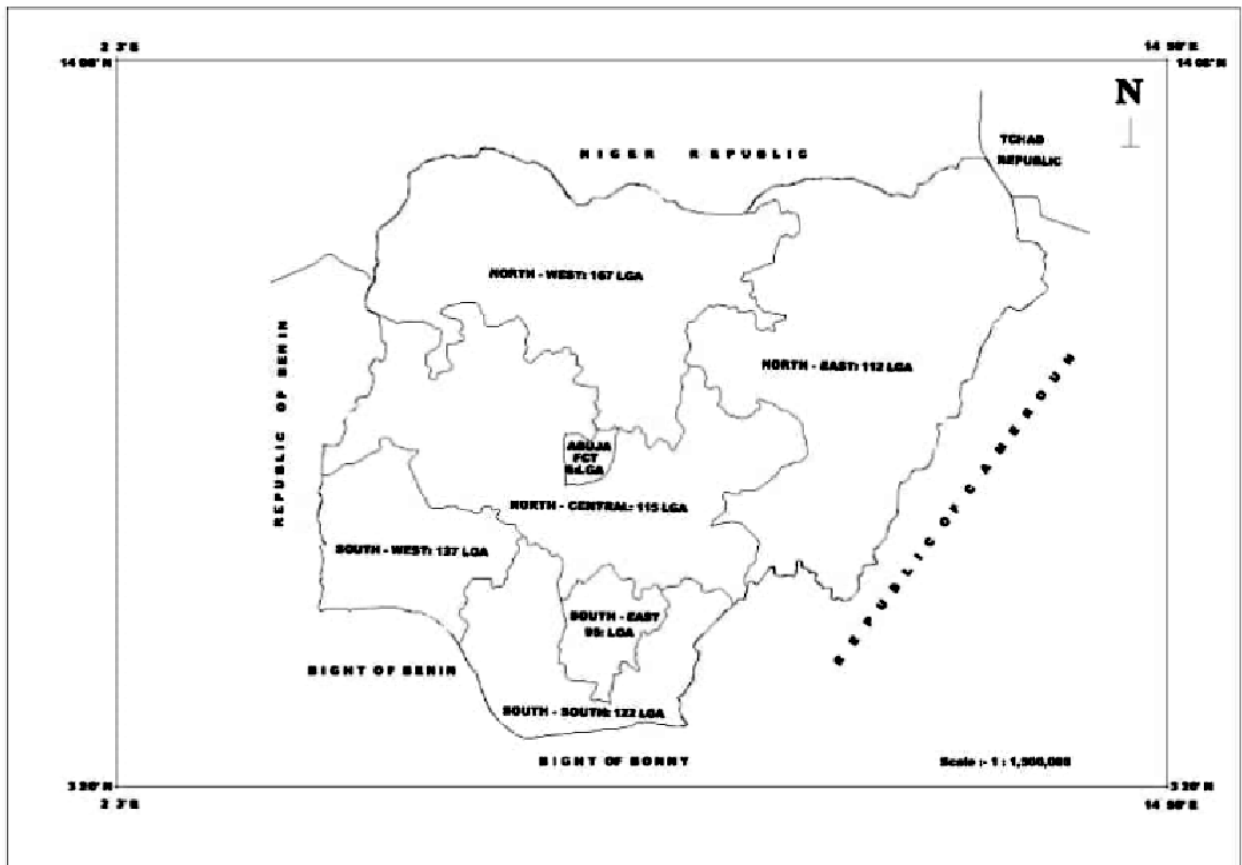 2 3'E
14 50' E
14 08' N
14 08' N
N
TCHAD
REPUBLIC
NIGER REPUBLIC
NORTH - WEST: 167 LGA
REPUBLIC OF BENIN
NORTH - EAST: 112 LGA
REPUBLIC OF CAMEROUN
ABUJA
FCT
LGA
NORTH - CENTRAL: 115 LGA
SOUTH - WEST: 137 LGA
SOUTH - EAST
95: LGA
BIGHT OF BENIN
SOUTH - SOUTH: 122 LGA
BIGHT OF BONNY
Scale :- 1 :
3 20' N
3 20' N
2 3'E
14 50' E